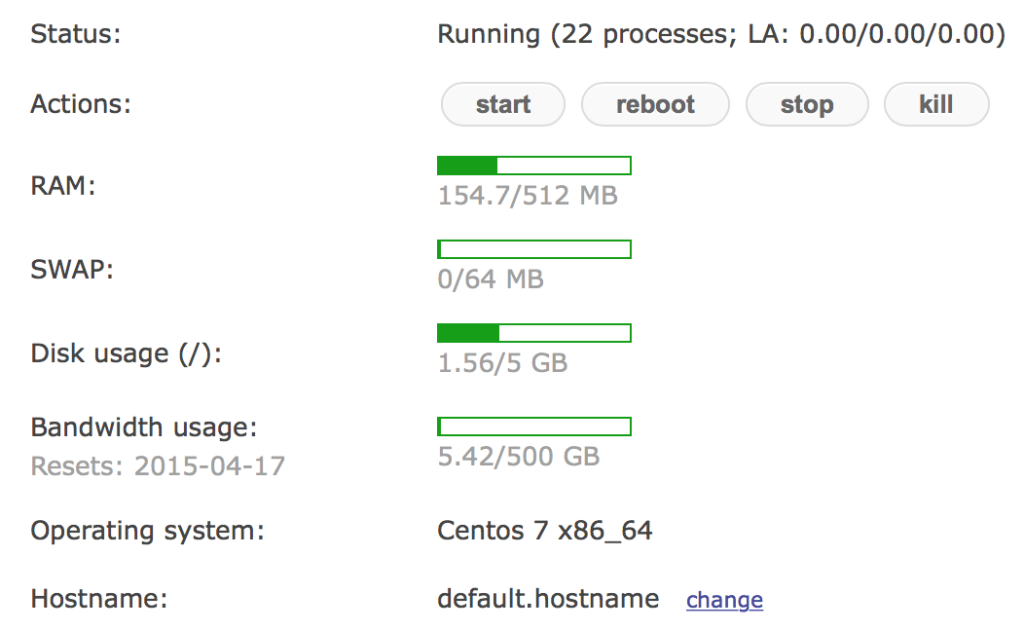 Status: Running (22 processes; LA: 0.00/0.00/0.00)
Actions: start reboot stop kill
RAM: 154.7/512 MB
SWAP: 0/64 MB
Disk usage (/): 1.56/5 GB
Bandwidth usage:
Resets: 2015-04-17 5.42/500 GB
Operating system: Centos 7 x86_64
Hostname: default.hostname change